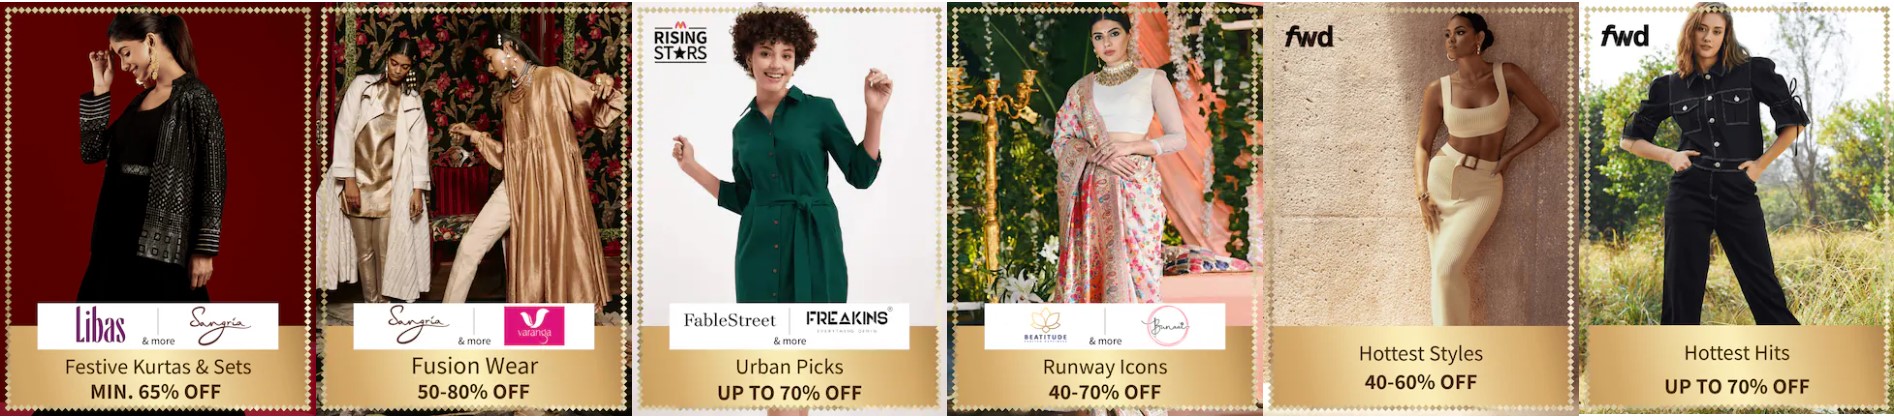 Libas
& more
Sangria
Festive Kurtas & Sets
MIN. 65% OFF
Sangria
& more
varanga
Fusion Wear
50-80% OFF
RISING
STARS
FableStreet
FREAKINS®
& more
Urban Picks
UP TO 70% OFF
BEATITUDE
& more
Runway Icons
40-70% OFF
fwd
Hottest Styles
40-60% OFF
fwd
Hottest Hits
UP TO 70% OFF